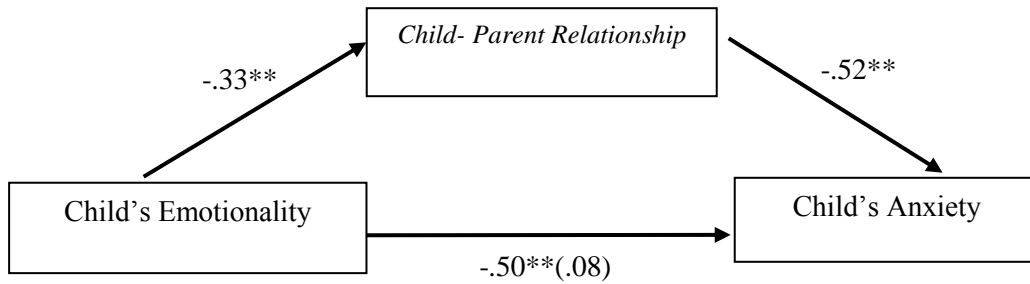 Child- Parent Relationship
-.33**
-.52**
Child's Emotionality
Child's Anxiety
-.50**(.08)